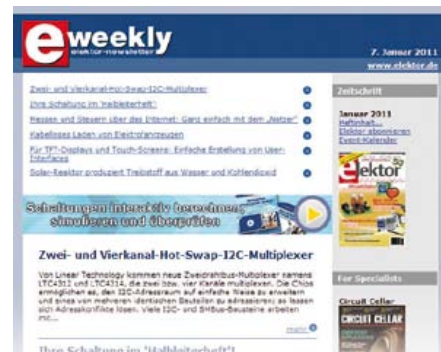 eweekly
elektor-newsletter
7. Januar 2011
www.elektor.de
Zwei- und Vierkanal-Hot-Swap-I2C-Multiplexer
Ihre Schaltung im 'Halbleiterheft'!
Messen und Steuern über das Internet: Ganz einfach mit dem „Netzer"
Kabelloses Laden von Elektrofahrzeugen
Für TFT-Displays und Touch-Screens: Einfache Erstellung von User-
Interfaces
Solar-Reaktor produziert Treibstoff aus Wasser und Kohlendioxid
Schaltungen interaktiv berechnen,
simulieren und überprüfen
Zwei- und Vierkanal-Hot-Swap-I2C-Multiplexer
Von Linear Technology kommen neue Zweidrahtbus-Multiplexer namens
LTC4312 und LTC4314, die zwei bzw. vier Kanäle multiplexen. Die Chips
ermöglichen es, den I2C-Adressraum auf einfache Weise zu erweitern
und eines von mehreren identischen Bauteilen zu adressieren; so lassen
sich Adresskonflikte lösen. Viele I2C- und SMBus-Bausteine arbeiten
mit...
mehr
Ihre Schaltung im 'Halbleiterheft'!
Zeitschrift
Januar 2011
Heftinhalt...
Elektor abonnieren
Event-Kalender
elektor
For Specialists
Circuit Cellar
CIRCUIT CELLAR